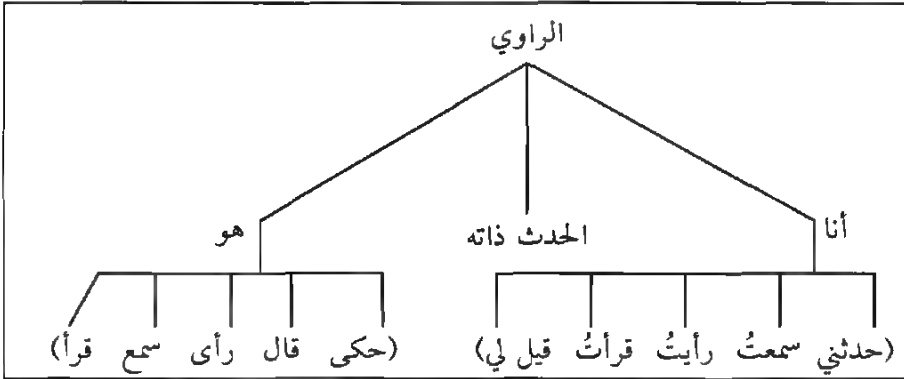 الراوي
أنا الحدث ذاته هو
(حدثني سمعتُ رأيتُ قرأتُ قيل لي) (حكى قال رأى سمع قرأ)